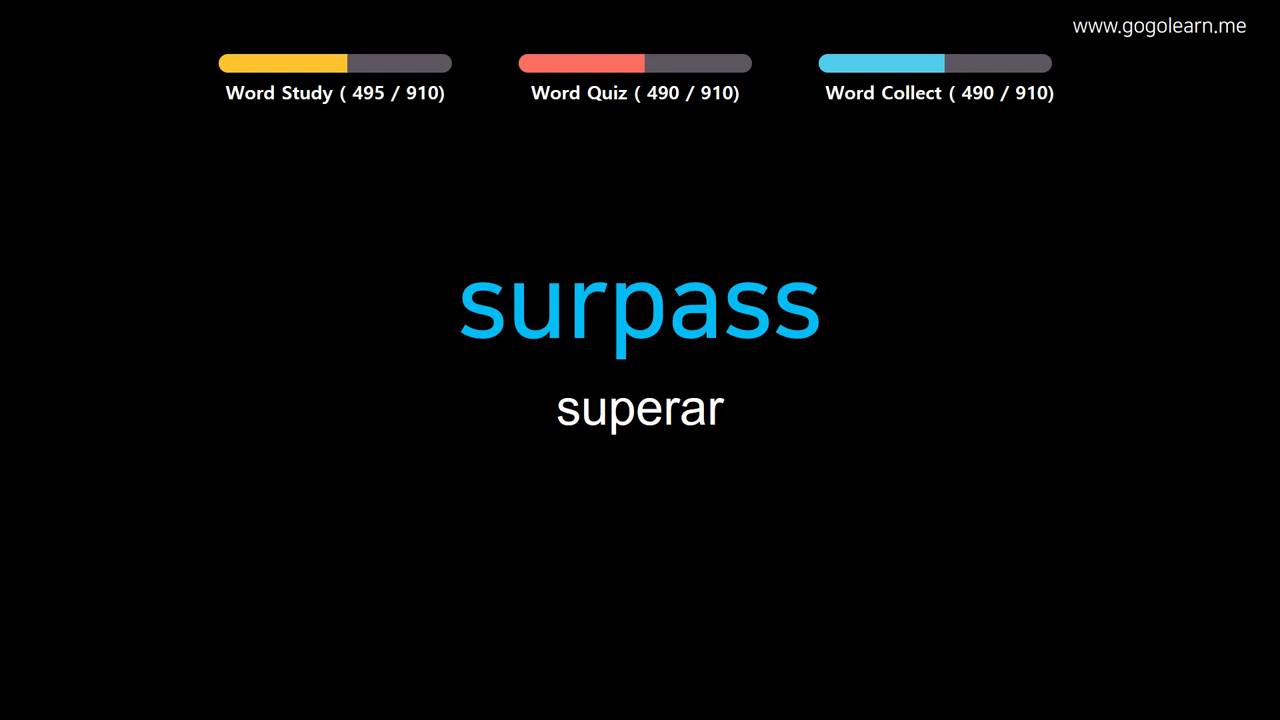 www.gogolearn.me
Word Study ( 495 / 910)
Word Quiz ( 490 / 910)
Word Collect ( 490 / 910)
surpass
superar